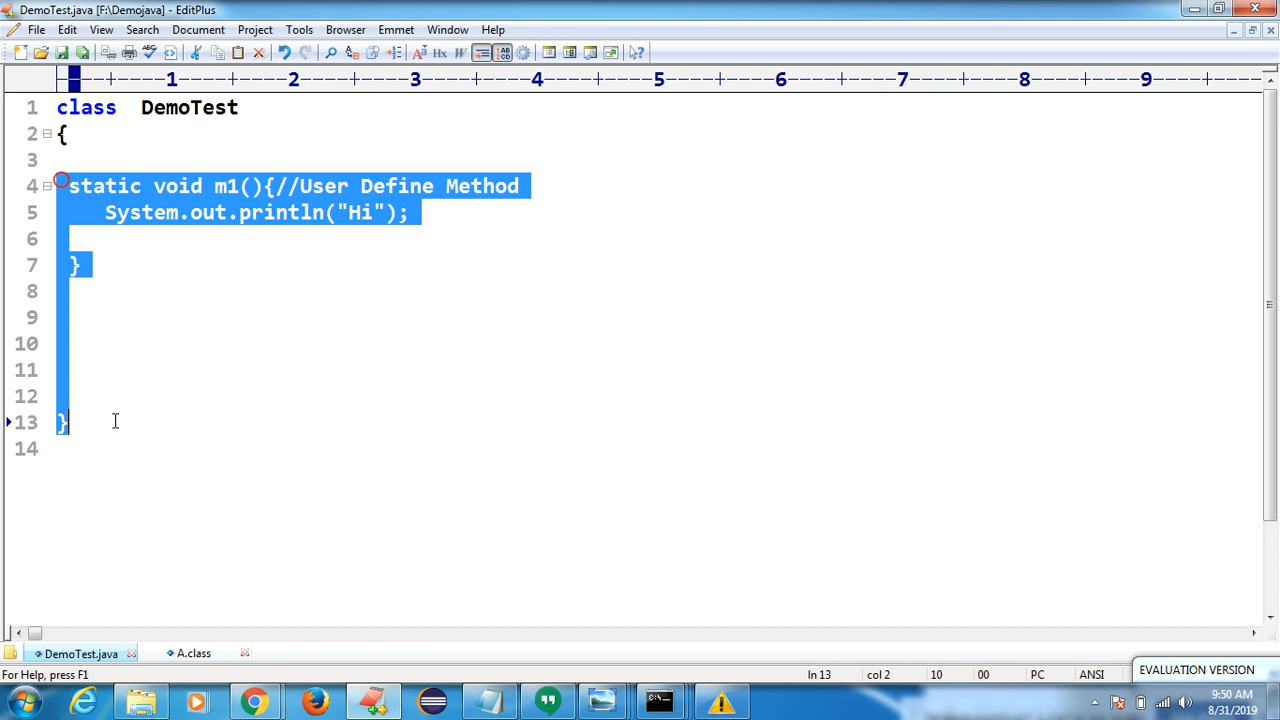 DemoTest.java [F:\Demojava] - EditPlus
File Edit View Search Document Project Tools Browser Emmet Window Help
1 2 3 4 5 6 7 8 9
1 class DemoTest
2 {
3
4 static void m1(){//User Define Method
5 System.out.println("Hi");
6
7 }
8
9
10
11
12
13 }
14
DemoTest.java A.class
For Help, press F1 ln 13 col 2 10 00 PC ANSI EVALUATION VERSION
9:50 AM
8/31/2019